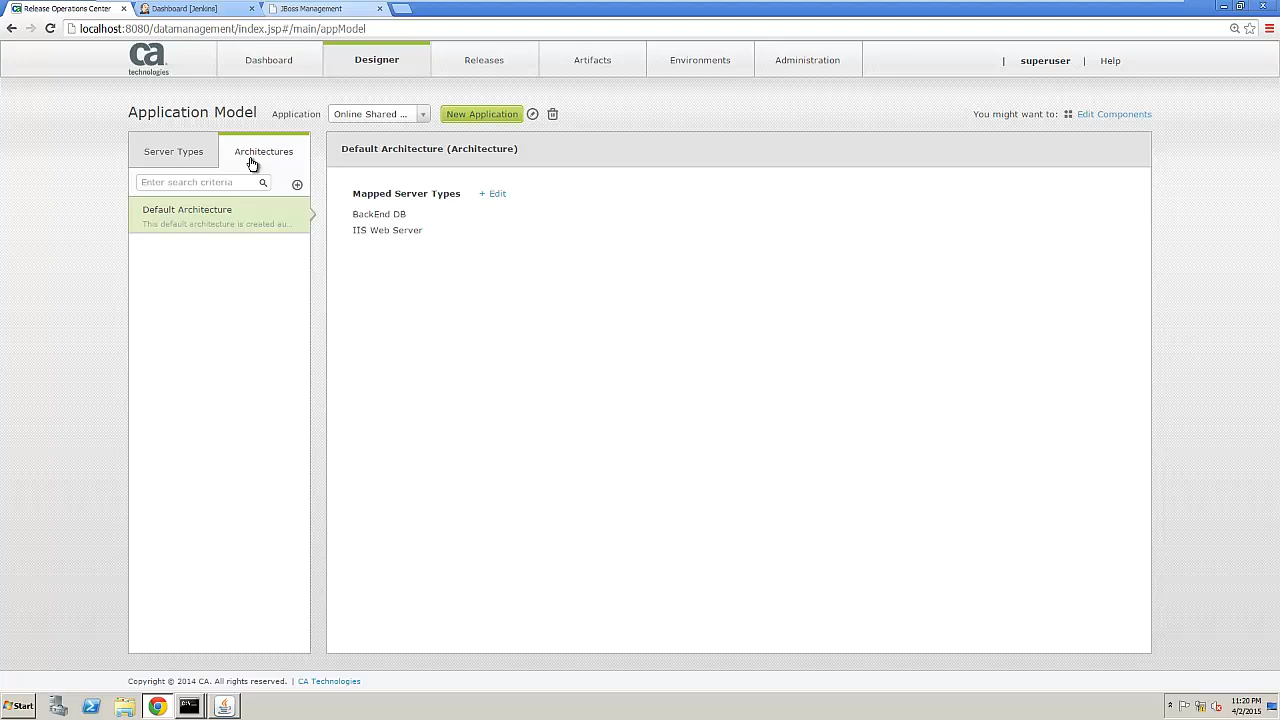 Release Operations Center
Dashboard [Jenkins]
JBoss Management
localhost:8080/datamanagement/index.jsp#/main/appModel
ca
technologies
Dashboard
Designer
Releases
Artifacts
Environments
Administration
| superuser | Help
Application Model
Application
Online Shared ...
New Application
You might want to:
Edit Components
Server Types
Architectures
Enter search criteria
Default Architecture
This default architecture is created au...
Default Architecture (Architecture)
Mapped Server Types
+ Edit
BackEnd DB
IIS Web Server
Copyright © 2014 CA. All rights reserved. | CA Technologies
Start
11:20 PM
4/2/2015